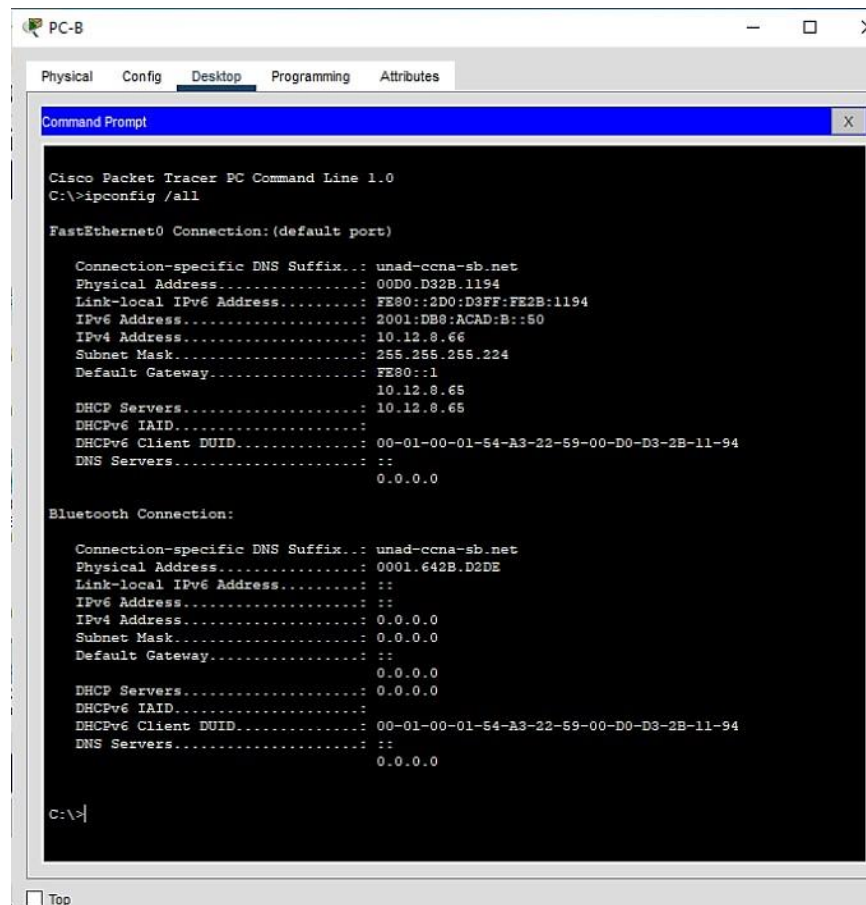 PC-B
Physical Config Desktop Programming Attributes
Command Prompt
X
Cisco Packet Tracer PC Command Line 1.0
C:\>ipconfig /all
FastEthernet0 Connection:(default port)
Connection-specific DNS Suffix..: unad-ccna-sb.net
Physical Address................: 00D0.D32B.1194
Link-local IPv6 Address.........: FE80::2D0:D3FF:FE2B:1194
IPv6 Address....................: 2001:DB8:ACAD:B::50
IPv4 Address....................: 10.12.8.66
Subnet Mask.....................: 255.255.255.224
Default Gateway.................: FE80::1
10.12.8.65
DHCP Servers....................: 10.12.8.65
DHCPv6 IAID.....................:
DHCPv6 Client DUID..............: 00-01-00-01-54-A3-22-59-00-D0-D3-2B-11-94
DNS Servers.....................: ::
0.0.0.0
Bluetooth Connection:
Connection-specific DNS Suffix..: unad-ccna-sb.net
Physical Address................: 0001.642B.D2DE
Link-local IPv6 Address.........: ::
IPv6 Address....................: ::
IPv4 Address....................: 0.0.0.0
Subnet Mask.....................: 0.0.0.0
Default Gateway.................: ::
0.0.0.0
DHCP Servers....................: 0.0.0.0
DHCPv6 IAID.....................:
DHCPv6 Client DUID..............: 00-01-00-01-54-A3-22-59-00-D0-D3-2B-11-94
DNS Servers.....................: ::
0.0.0.0
C:\>
Top